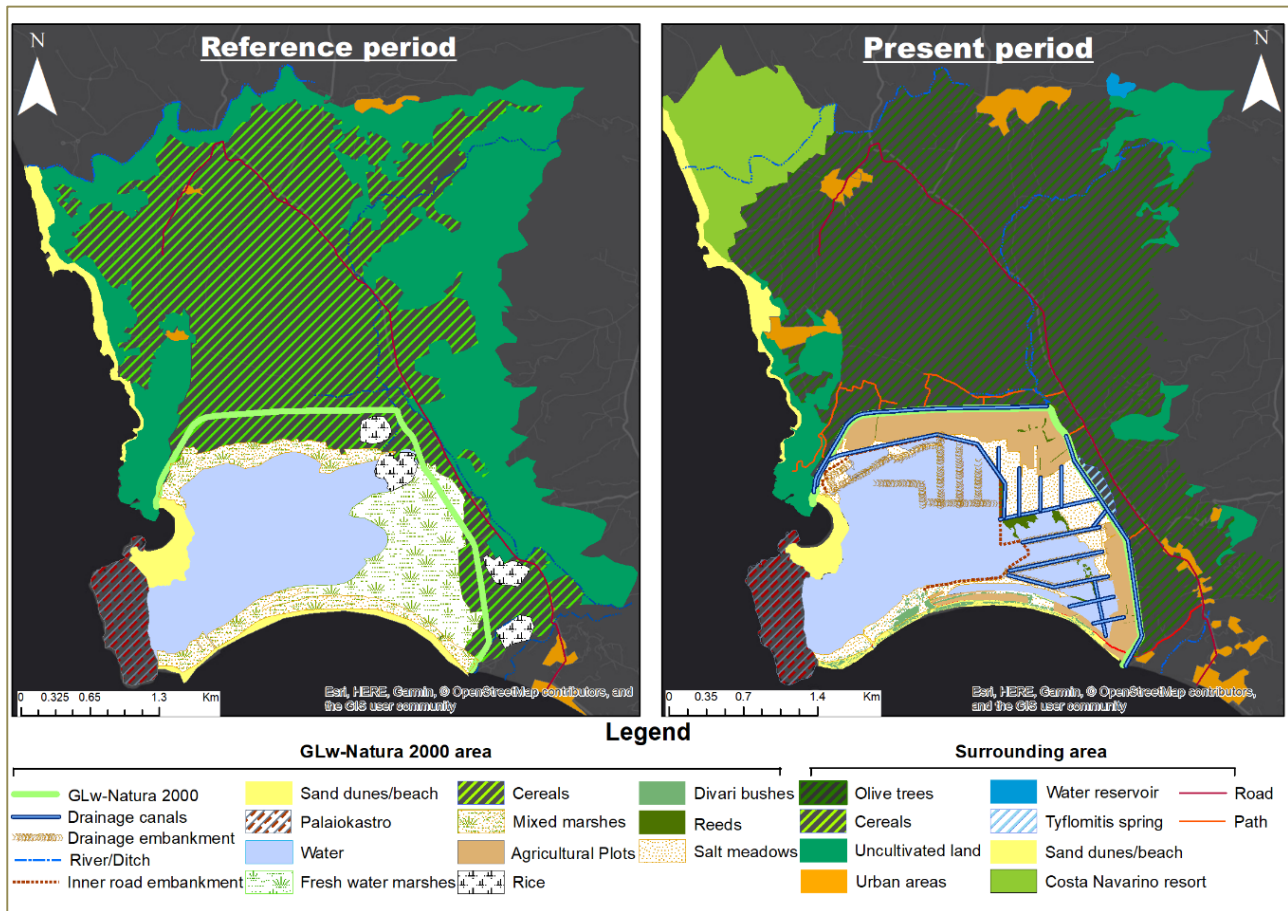 N
Reference period
0 0.325 0.65 1.3 Km
Esri, HERE, Garmin, © OpenStreetMap contributors, and
the GIS user community
Present period
N
0 0.35 0.7 1.4 Km
Esri, HERE, Garmin, © OpenStreetMap contributors,
and the GIS user community
Legend
GLw-Natura 2000 area
GLw-Natura 2000
Drainage canals
Drainage embankment
River/Ditch
Inner road embankment
Sand dunes/beach
Palaiokastro
Water
Fresh water marshes
Cereals
Mixed marshes
Agricultural Plots
Rice
Divari bushes
Reeds
Salt meadows
Surrounding area
Olive trees
Cereals
Uncultivated land
Urban areas
Water reservoir
Tyflomitis spring
Sand dunes/beach
Costa Navarino resort
Road
Path